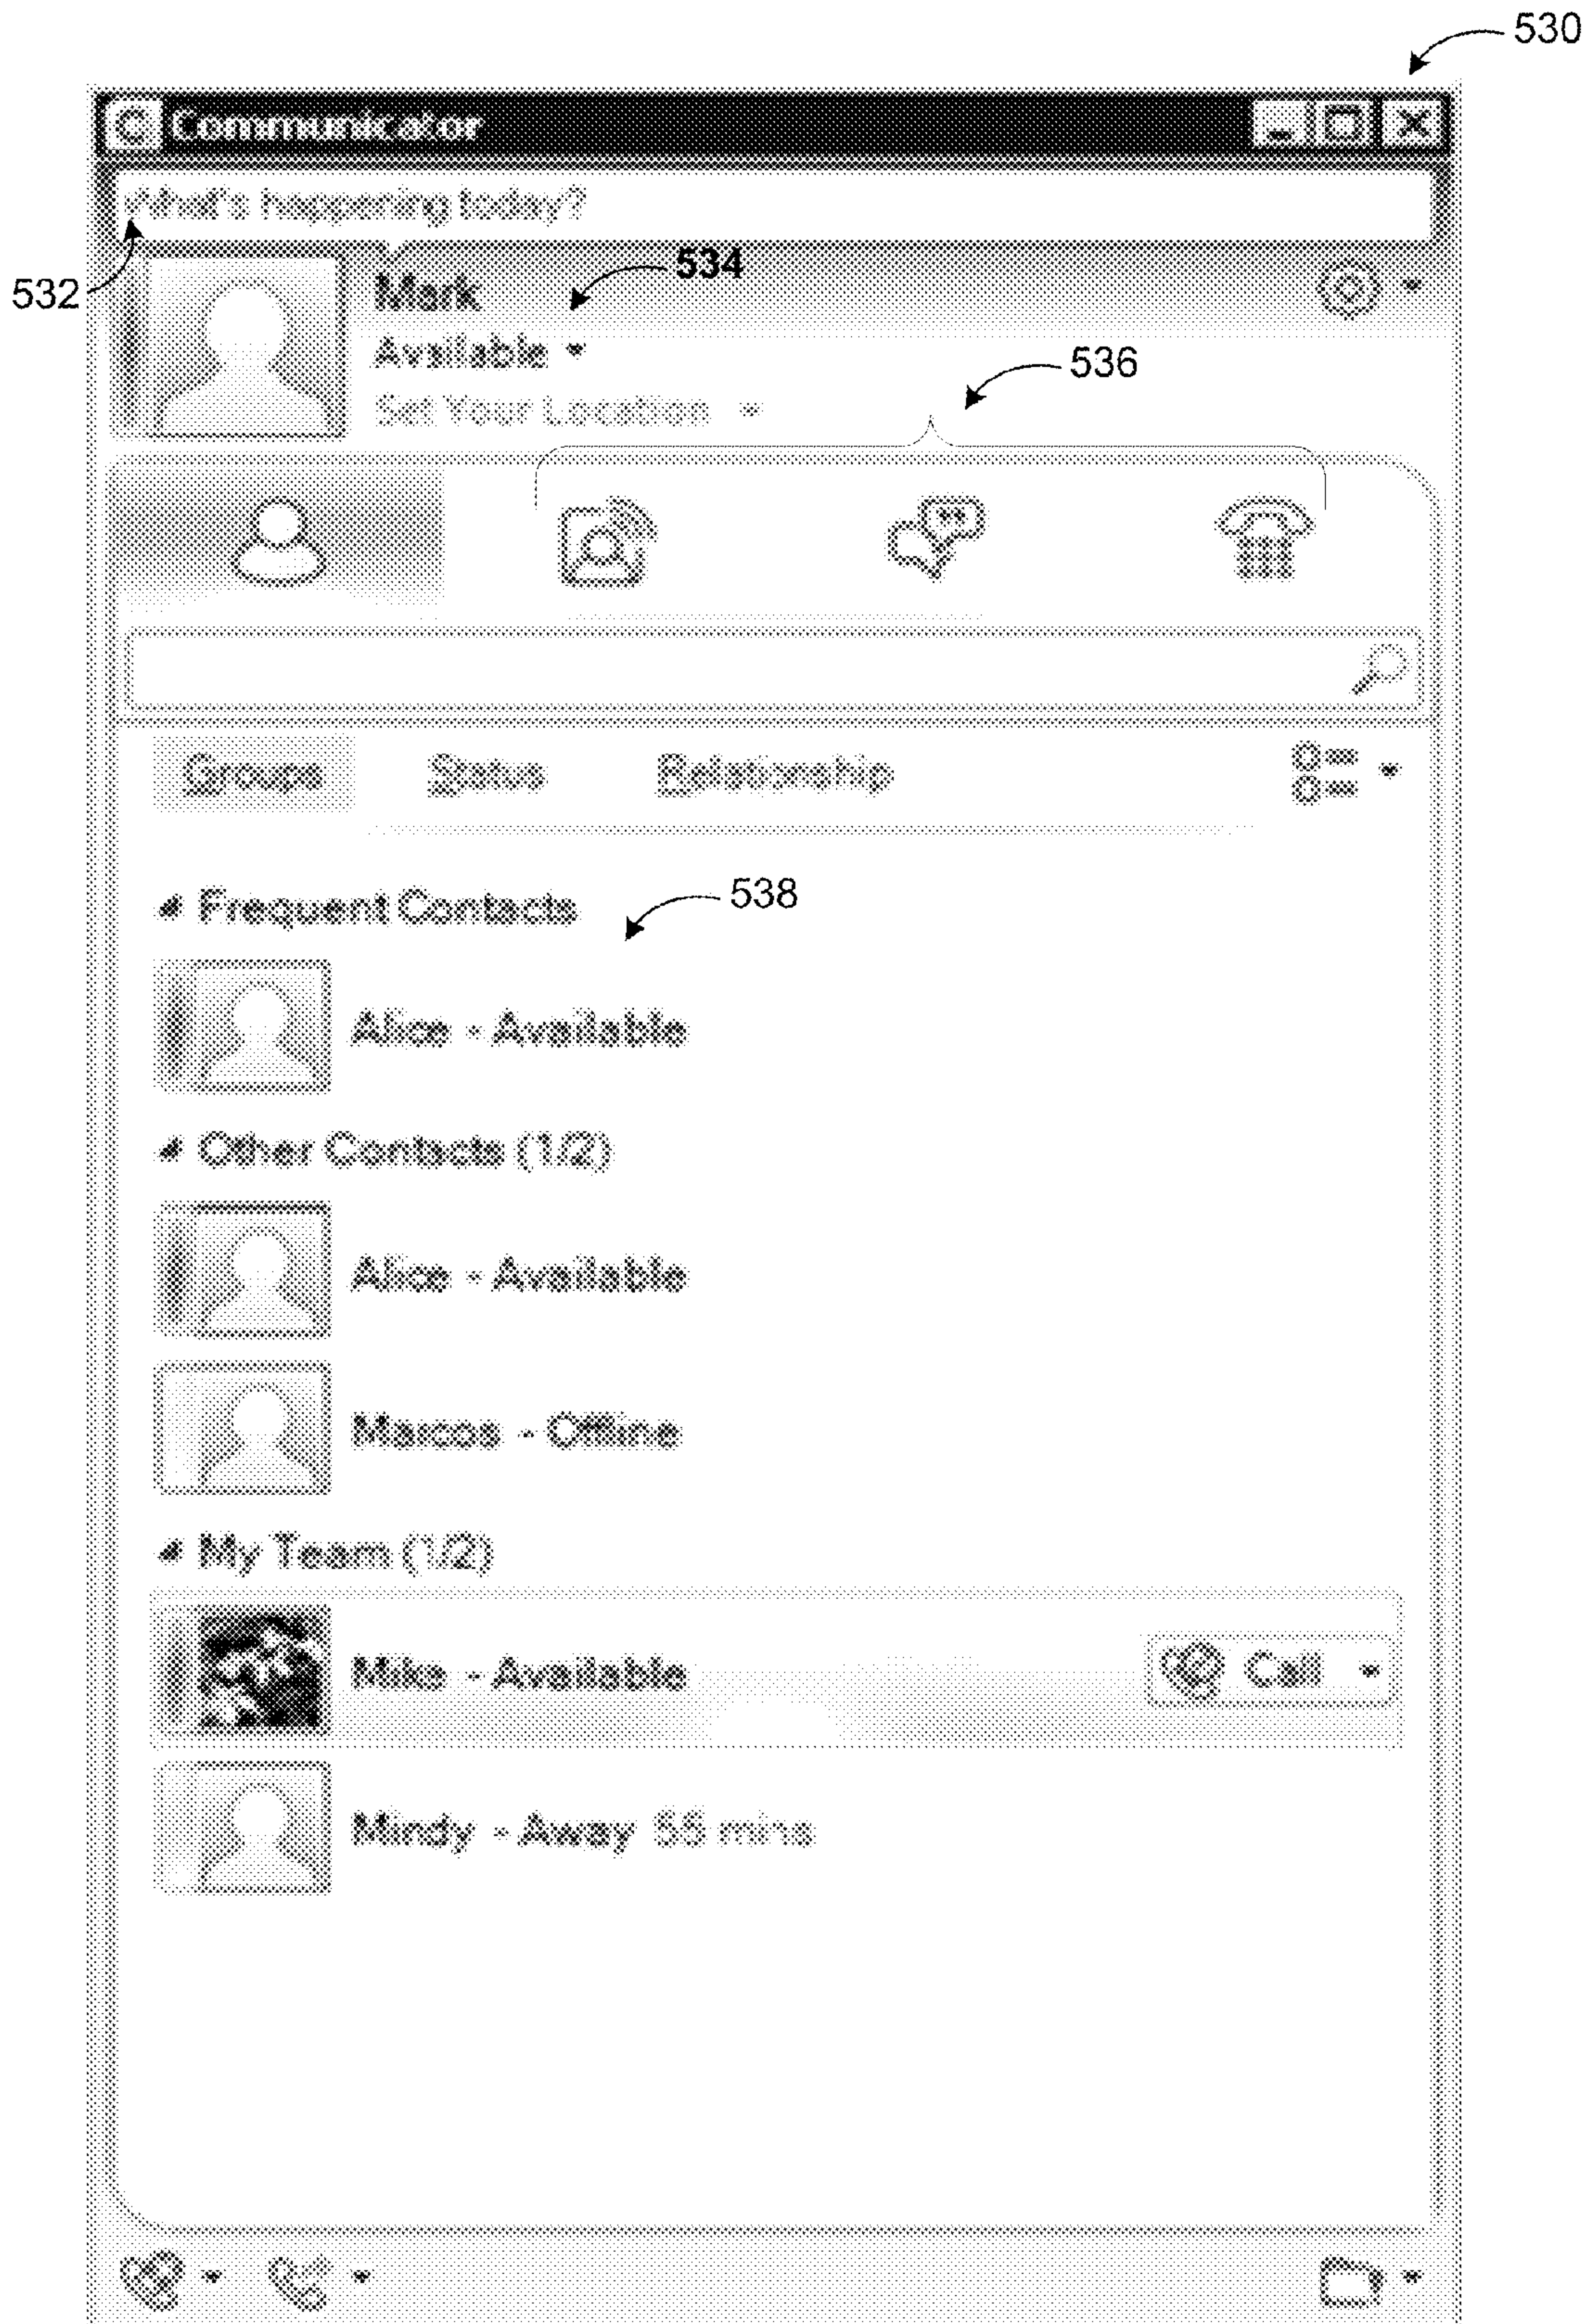 530
C Communicator
What's happening today?
532
Mark
534
Available
Set Your Location
536
Groups Status Relationship
Frequent Contacts
538
Alice - Available
Other Contacts (1/2)
Alice - Available
Marcos - Offline
My Team (1/2)
Mike - Available Call
Mindy - Away 55 mins